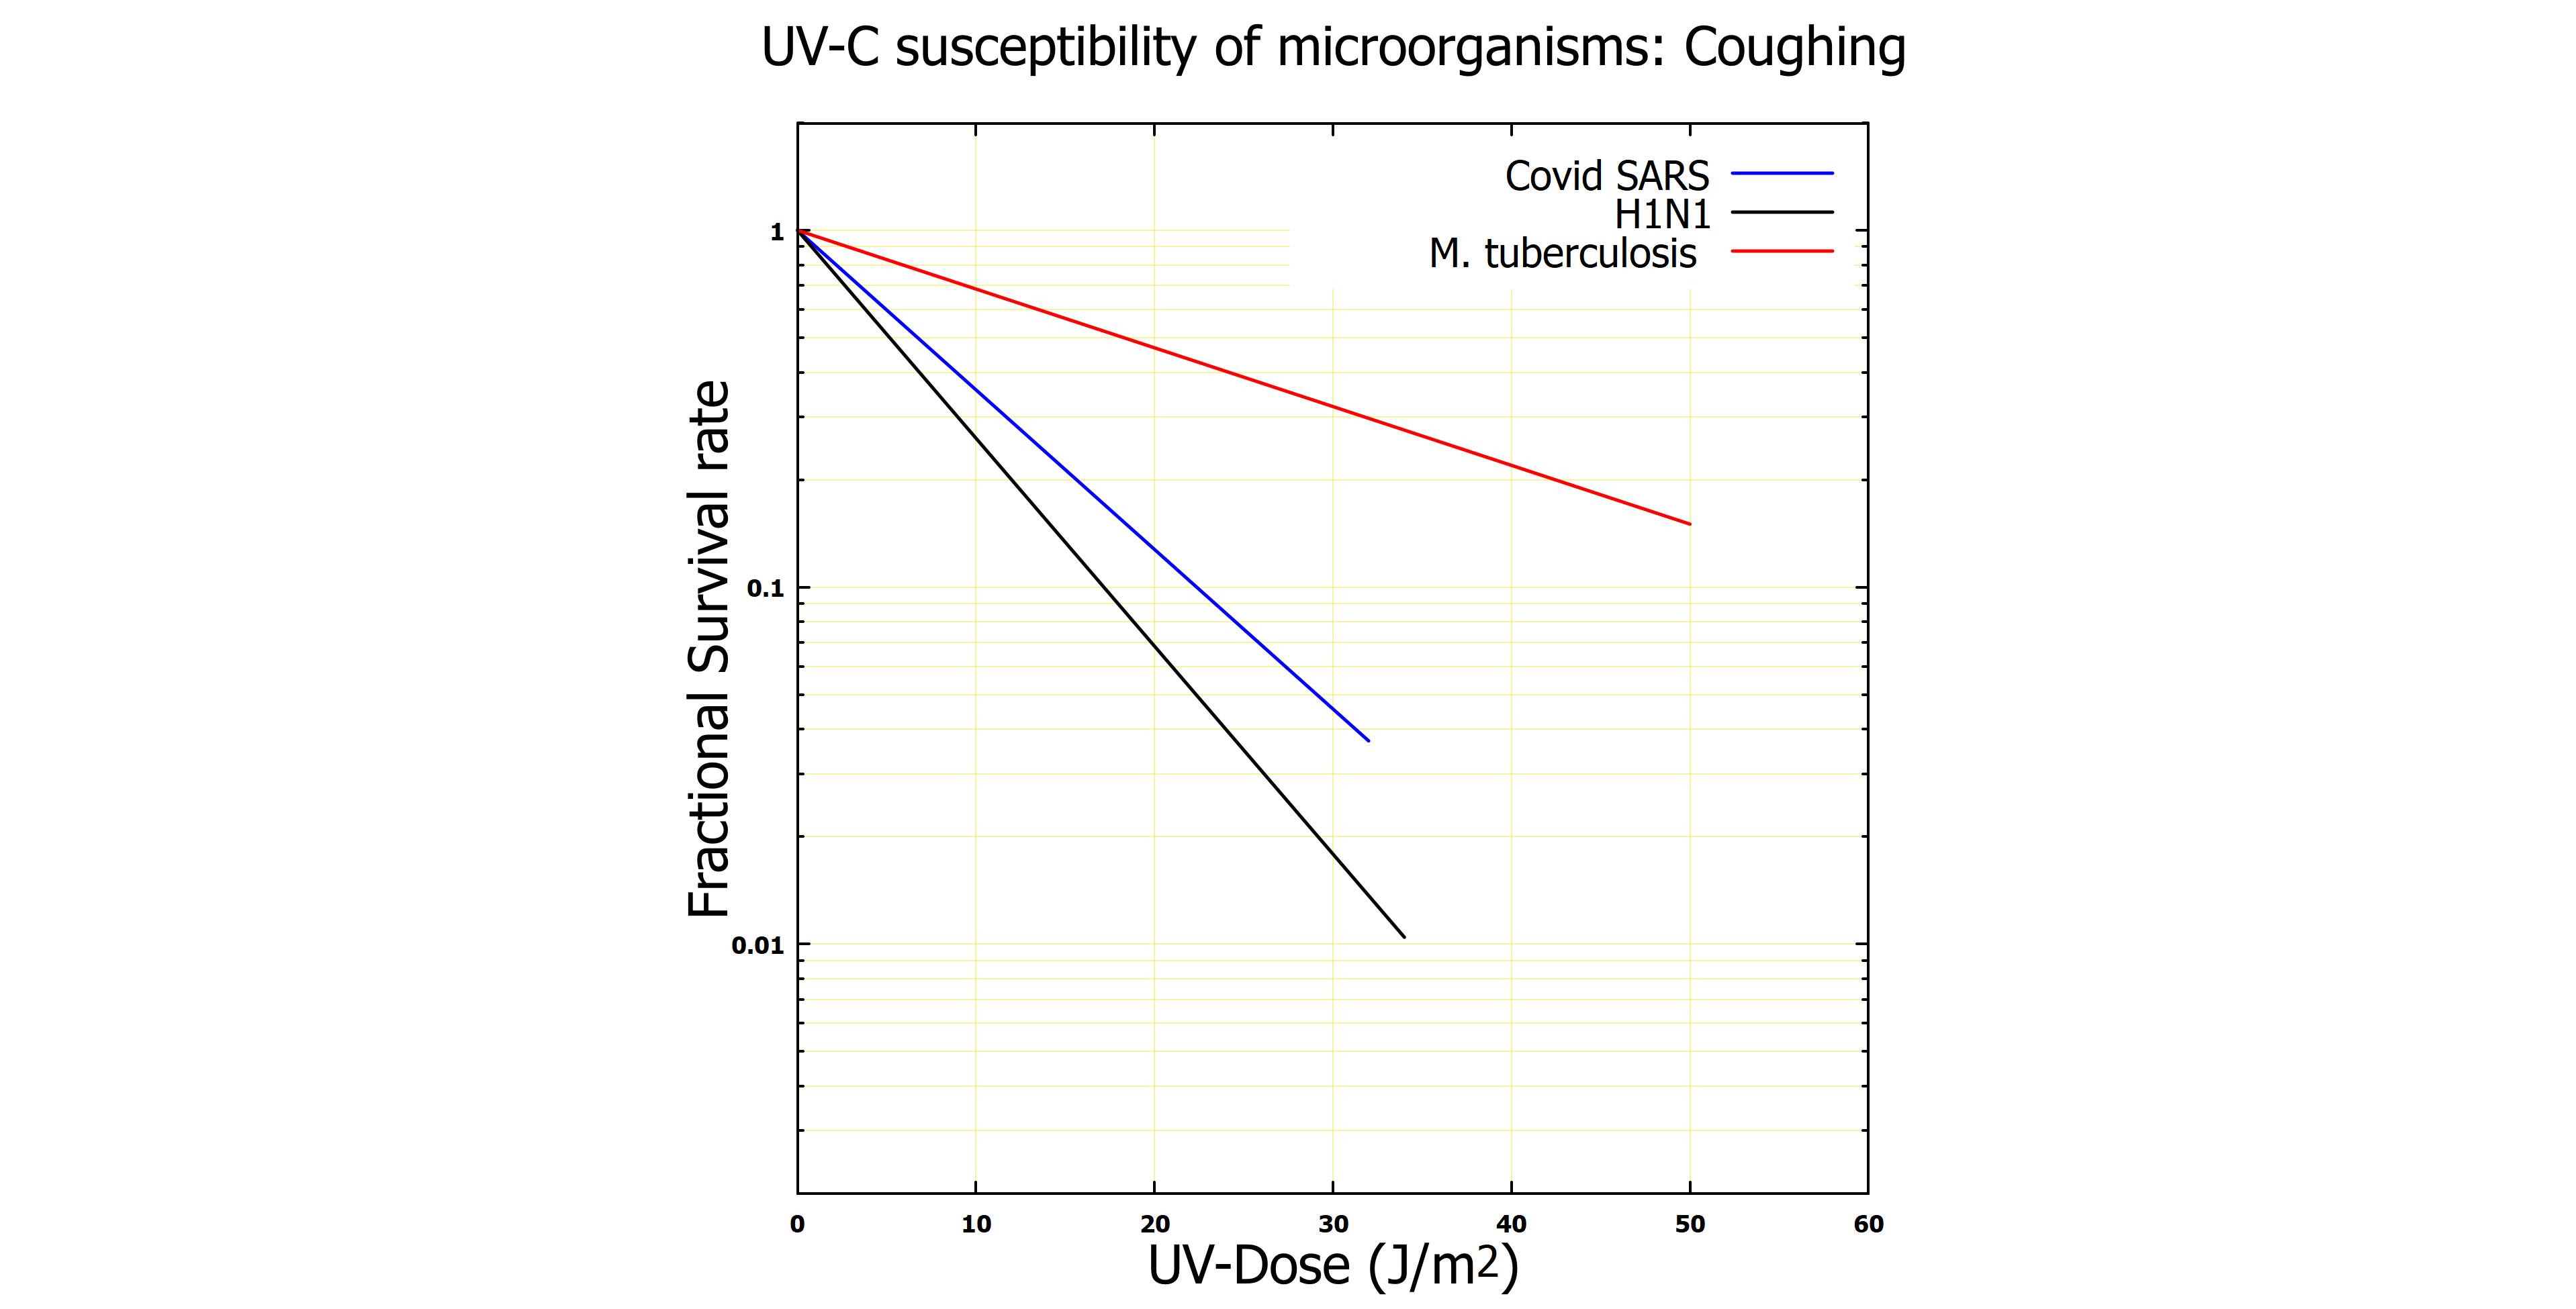 UV-C susceptibility of microorganisms: Coughing
Covid SARS
H1N1
M. tuberculosis
1
0.1
0.01
Fractional Survival rate
0
10
20
30
40
50
60
UV-Dose (J/m2)